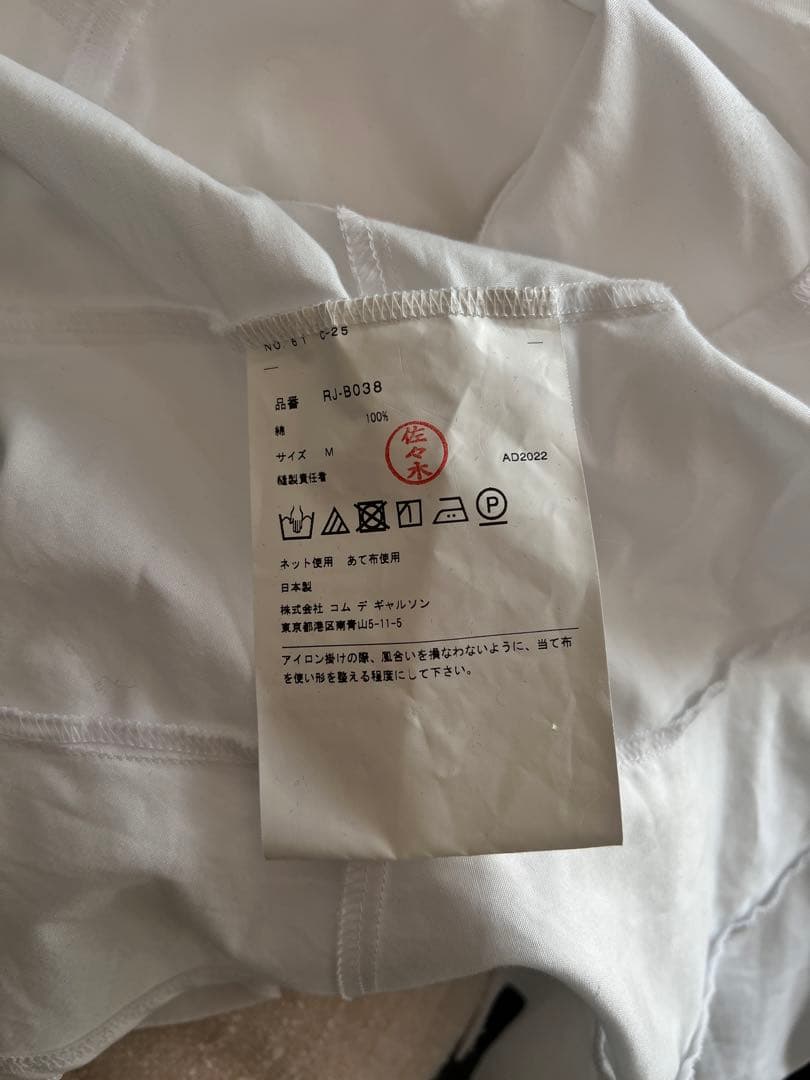 NO 61 C-25
品番 RJ-B038
綿 100%
サイズ M
佐々木
AD2022
縫製責任者
P
ネット使用 あて布使用
日本製
株式会社 コム デ ギャルソン
東京都港区南青山5-11-5
アイロン掛けの際、風合いを損なわないように、当て布
を使い形を整える程度にして下さい。